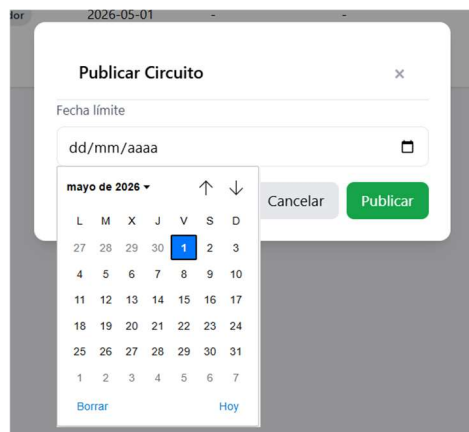 dor 2026-05-01 - -
Publicar Circuito ×
Fecha límite
dd/mm/aaaa
mayo de 2026
Cancelar Publicar
L M X J V S D
27 28 29 30 1 2 3
4 5 6 7 8 9 10
11 12 13 14 15 16 17
18 19 20 21 22 23 24
25 26 27 28 29 30 31
1 2 3 4 5 6 7
Borrar Hoy